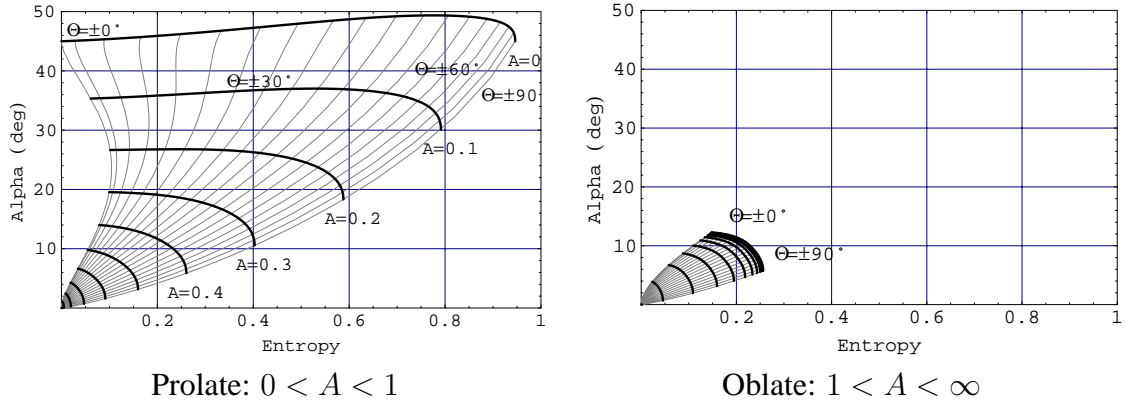 50
40
30
20
10
Alpha (deg)
Θ=±0°
Θ=±30°
Θ=±60°
Θ=±90
A=0
A=0.1
A=0.2
A=0.3
A=0.4
0.2 0.4 0.6 0.8 1
Entropy
Prolate: 0 < A < 1
50
40
30
20
10
Alpha (deg)
Θ=±0°
Θ=±90°
0.2 0.4 0.6 0.8 1
Entropy
Oblate: 1 < A < ∞